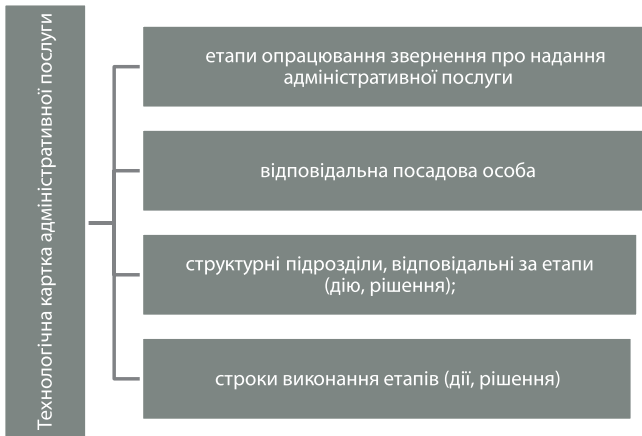 Технологічна картка адміністративної послуги
етапи опрацювання звернення про надання
адміністративної послуги
відповідальна посадова особа
структурні підрозділи, відповідальні за етапи
(дію, рішення);
строки виконання етапів (дії, рішення)